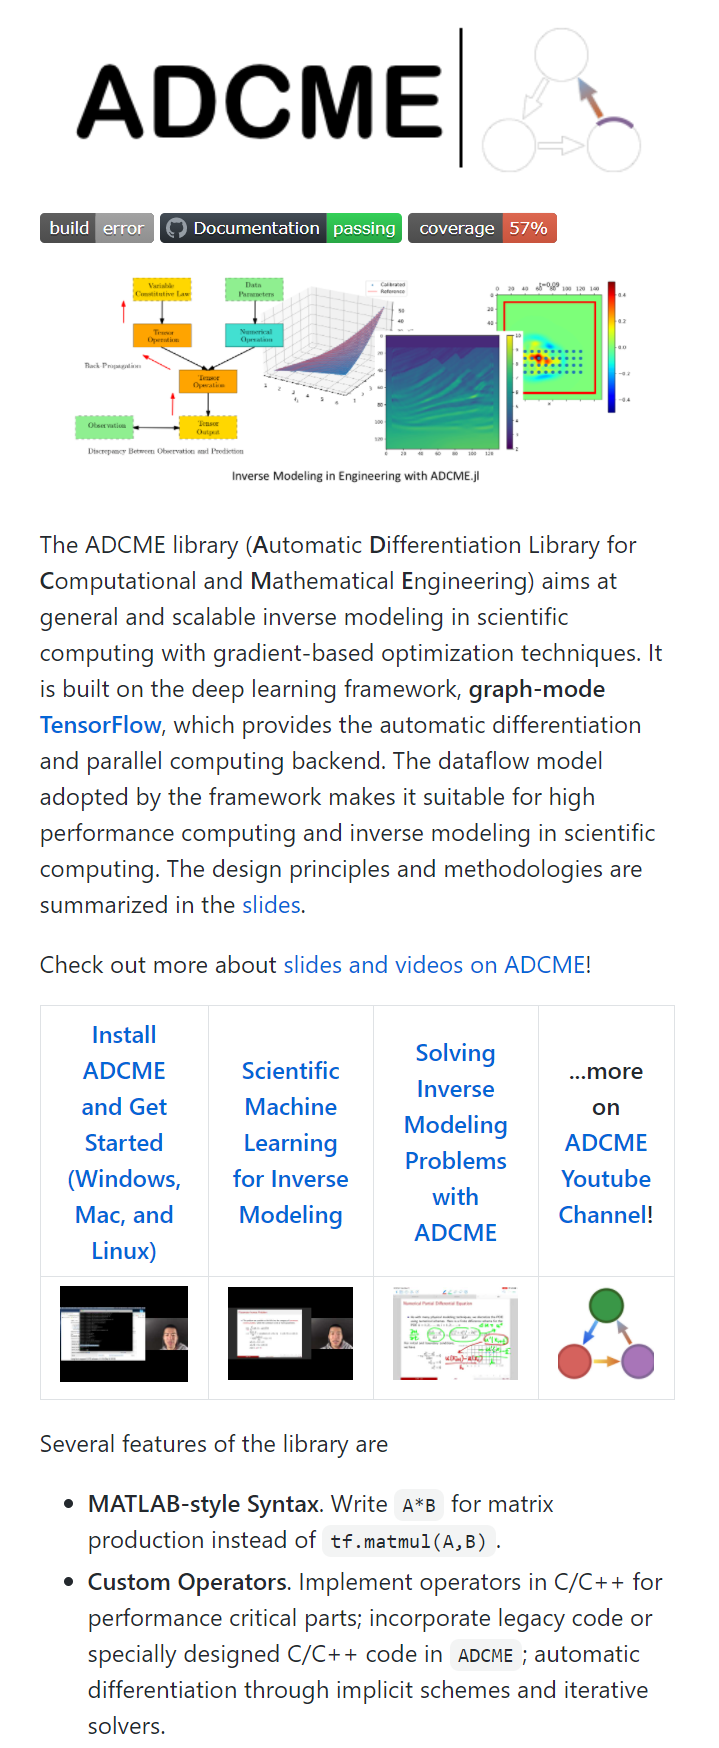 ADCME
build error Documentation passing coverage 57%
Variable
Constitutive Law
Data
Parameters
Tensor
Operation
Numerical
Operation
Back Propagation
Tensor
Operation
Observation
Tensor
Output
Discrepancy Between Observation and Prediction
Calibrated
Reference
t=0.09
Inverse Modeling in Engineering with ADCME.jl
The ADCME library (Automatic Differentiation Library for
Computational and Mathematical Engineering) aims at
general and scalable inverse modeling in scientific
computing with gradient-based optimization techniques. It
is built on the deep learning framework, graph-mode
TensorFlow, which provides the automatic differentiation
and parallel computing backend. The dataflow model
adopted by the framework makes it suitable for high
performance computing and inverse modeling in scientific
computing. The design principles and methodologies are
summarized in the slides.
Check out more about slides and videos on ADCME!
Install
ADCME
and Get
Started
(Windows,
Mac, and
Linux)
Scientific
Machine
Learning
for Inverse
Modeling
Solving
Inverse
Modeling
Problems
with
ADCME
...more
on
ADCME
Youtube
Channel!
Numerical Partial Differential Equation
Several features of the library are
MATLAB-style Syntax. Write A*B for matrix
production instead of tf.matmul(A,B).
Custom Operators. Implement operators in C/C++ for
performance critical parts; incorporate legacy code or
specially designed C/C++ code in ADCME; automatic
differentiation through implicit schemes and iterative
solvers.